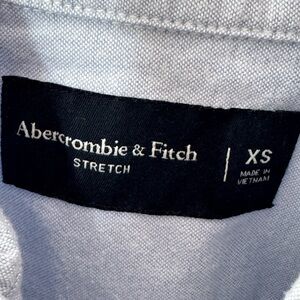 Abercrombie & Fitch
STRETCH
XS
MADE IN
VIETNAM